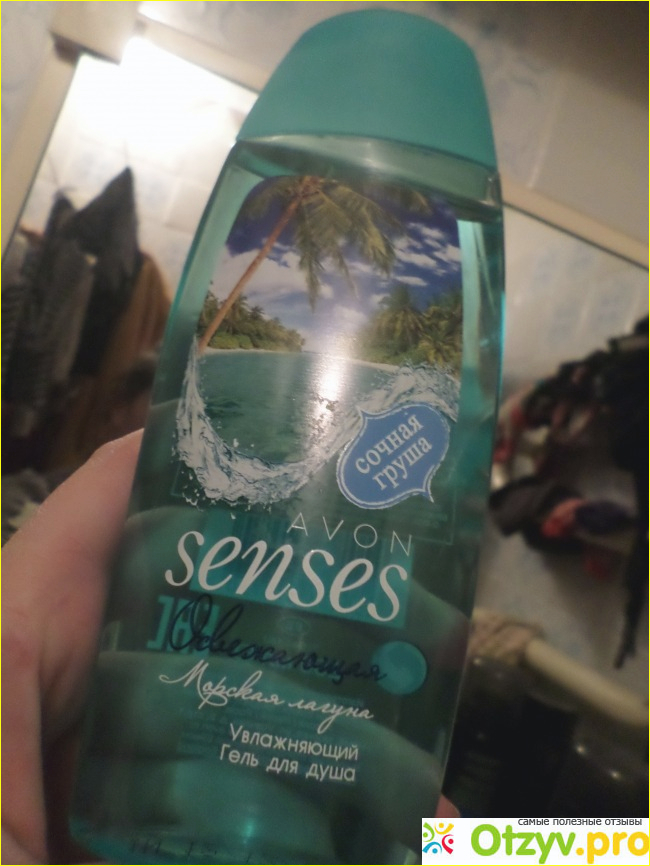 сочная
груша
AVON
senses
Освежающая
Морская лагуна
Увлажняющий
Гель для душа
самые полезные отзывы
Otzyv.pro